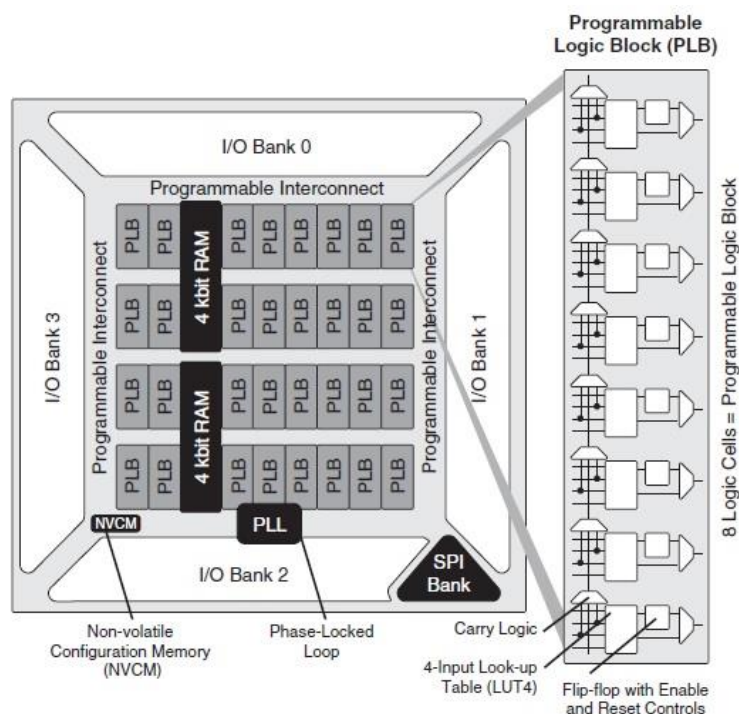 Programmable
Logic Block (PLB)
I/O Bank 0
Programmable Interconnect
I/O Bank 3
Programmable Interconnect
PLB PLB 4 kbit RAM PLB PLB PLB PLB PLB PLB
PLB PLB PLB PLB PLB PLB PLB PLB
PLB PLB 4 kbit RAM PLB PLB PLB PLB PLB PLB
PLB PLB PLB PLB PLB PLB PLB PLB
Programmable Interconnect
I/O Bank 1
8 Logic Cells = Programmable Logic Block
NVCM
PLL
I/O Bank 2
SPI
Bank
Non-volatile
Configuration Memory
(NVCM)
Phase-Locked
Loop
Carry Logic
4-Input Look-up
Table (LUT4)
Flip-flop with Enable
and Reset Controls